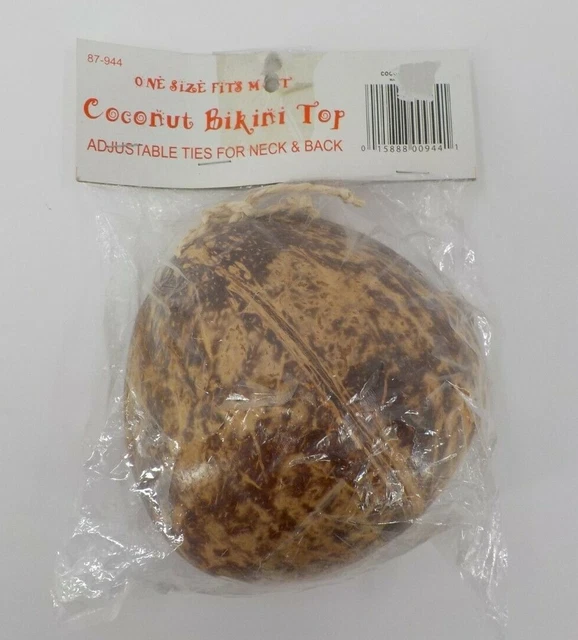 87-944
ONE SIZE FITS MOST
Coconut Bikini Top
ADJUSTABLE TIES FOR NECK & BACK
0 15888 00944 1